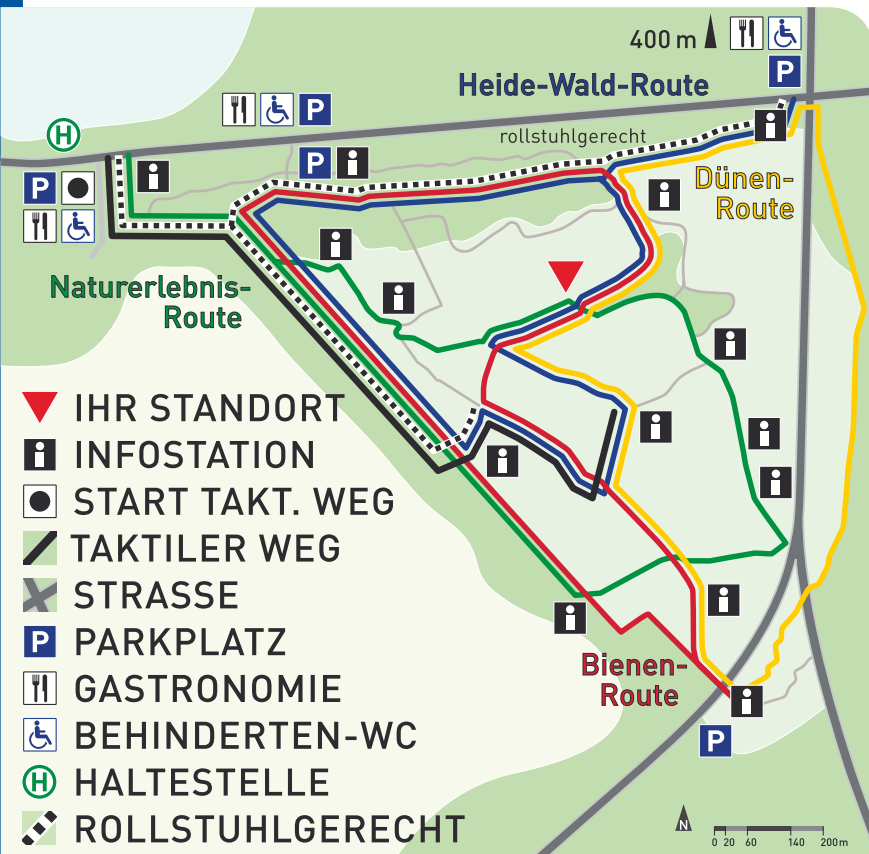 400 m
P
Heide-Wald-Route
H
P
rollstuhlgerecht
i
P
i
P
i
i
Dünen-
Route
i
Naturerlebnis-
Route
i
i
IHR STANDORT
i
i
i INFOSTATION
i
i
START TAKT. WEG
TAKTILER WEG
STRASSE
i
i
P PARKPLATZ
Bienen-
Route
GASTRONOMIE
i
BEHINDERTEN-WC
P
H HALTESTELLE
ROLLSTUHLGERECHT
N
0 20 60 140 200m